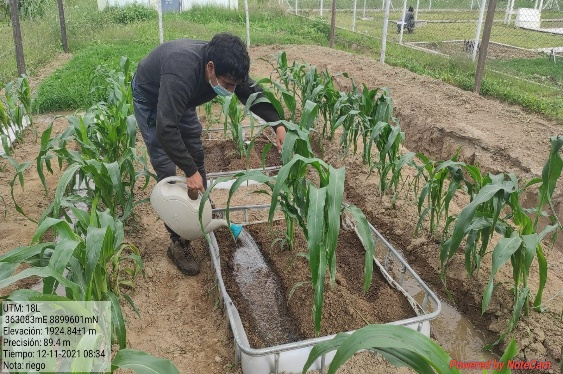 UTM: 18L
363083mE 8899601mN
Elevación: 1924.84±1 m
Precisión: 89.4 m
Tiempo: 12-11-2021 08:34
Nota: riego
Powered by NoteCam